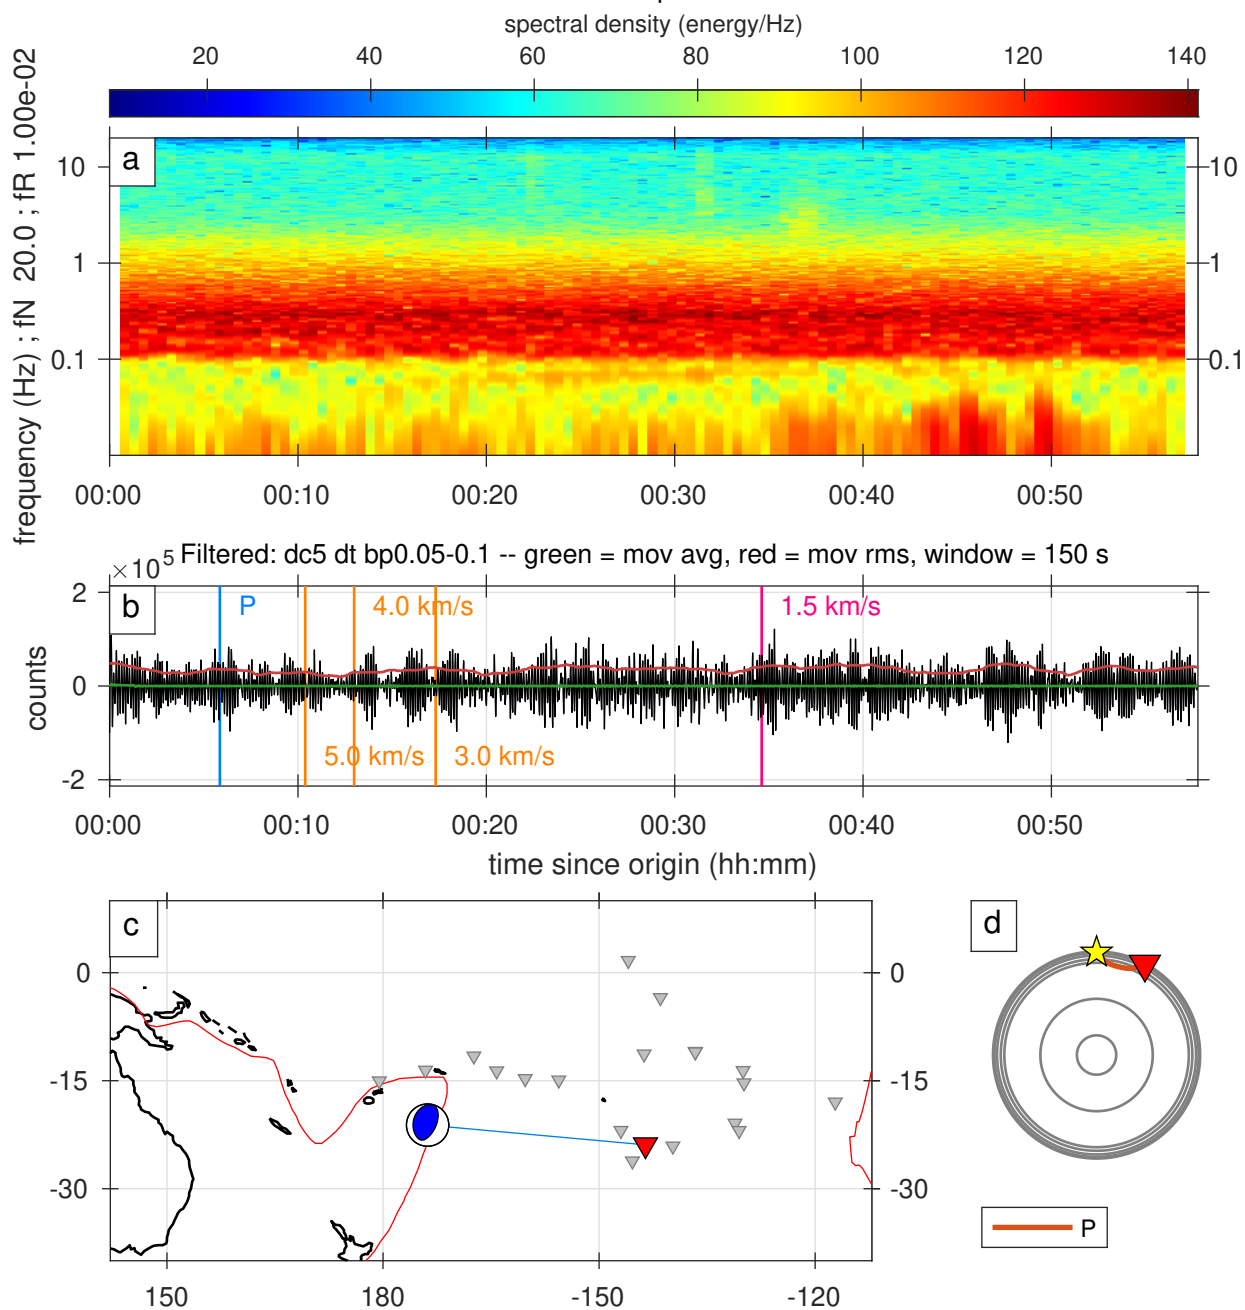 spectral density (energy/Hz)
20 40 60 80 100 120 140
frequency (Hz) ; fN 20.0 ; fR 1.00e-02
a
10 10
1 1
0.1 0.1
00:00 00:10 00:20 00:30 00:40 00:50
×10^5 Filtered: dc5 dt bp0.05-0.1 -- green = mov avg, red = mov rms, window = 150 s
b
counts
2
0
-2
P
4.0 km/s
1.5 km/s
5.0 km/s
3.0 km/s
00:00 00:10 00:20 00:30 00:40 00:50
time since origin (hh:mm)
c
d
0 0
-15 -15
-30 -30
150 180 -150 -120
P